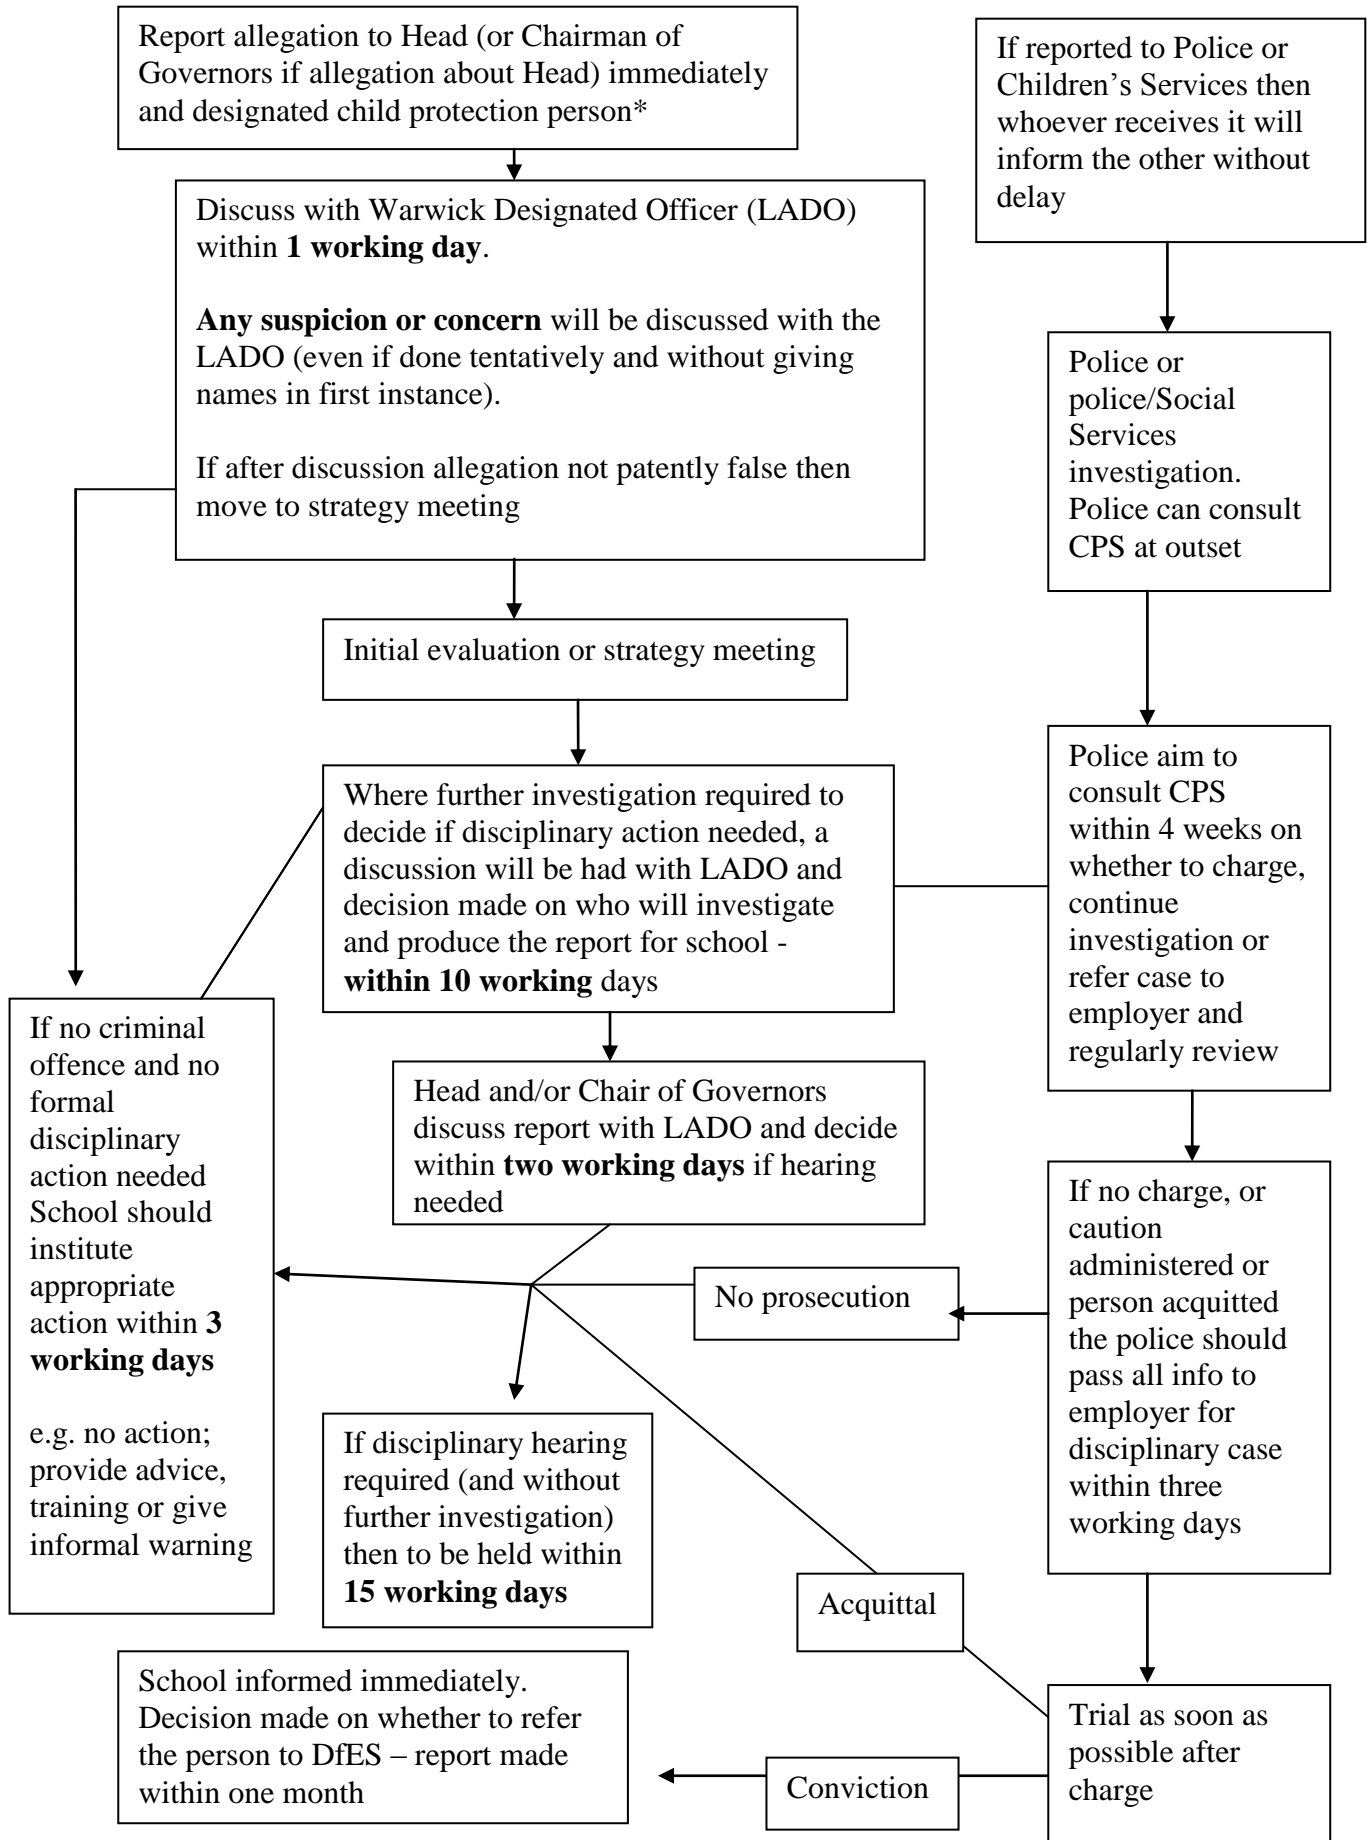 Report allegation to Head (or Chairman of
Governors if allegation about Head) immediately
and designated child protection person*
If reported to Police or
Children’s Services then
whoever receives it will
inform the other without
delay
Discuss with Warwick Designated Officer (LADO)
within 1 working day.
Any suspicion or concern will be discussed with the
LADO (even if done tentatively and without giving
names in first instance).
If after discussion allegation not patently false then
move to strategy meeting
Police or
police/Social
Services
investigation.
Police can consult
CPS at outset
Initial evaluation or strategy meeting
Where further investigation required to
decide if disciplinary action needed, a
discussion will be had with LADO and
decision made on who will investigate
and produce the report for school -
within 10 working days
Police aim to
consult CPS
within 4 weeks on
whether to charge,
continue
investigation or
refer case to
employer and
regularly review
If no criminal
offence and no
formal
disciplinary
action needed
School should
institute
appropriate
action within 3
working days
e.g. no action;
provide advice,
training or give
informal warning
Head and/or Chair of Governors
discuss report with LADO and decide
within two working days if hearing
needed
If no charge, or
caution
administered or
person acquitted
the police should
pass all info to
employer for
disciplinary case
within three
working days
No prosecution
If disciplinary hearing
required (and without
further investigation)
then to be held within
15 working days
Acquittal
School informed immediately.
Decision made on whether to refer
the person to DfES – report made
within one month
Conviction
Trial as soon as
possible after
charge